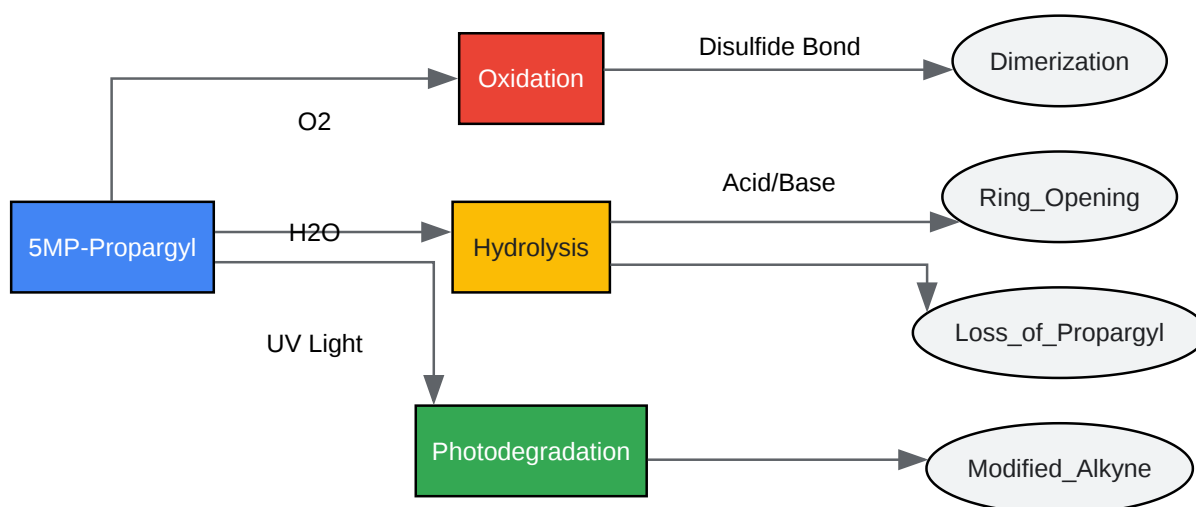 Disulfide Bond
Dimerization
Oxidation
O2
Acid/Base
Ring_Opening
5MP-Propargyl
H2O
Hydrolysis
Loss_of_Propargyl
UV Light
Photodegradation
Modified_Alkyne